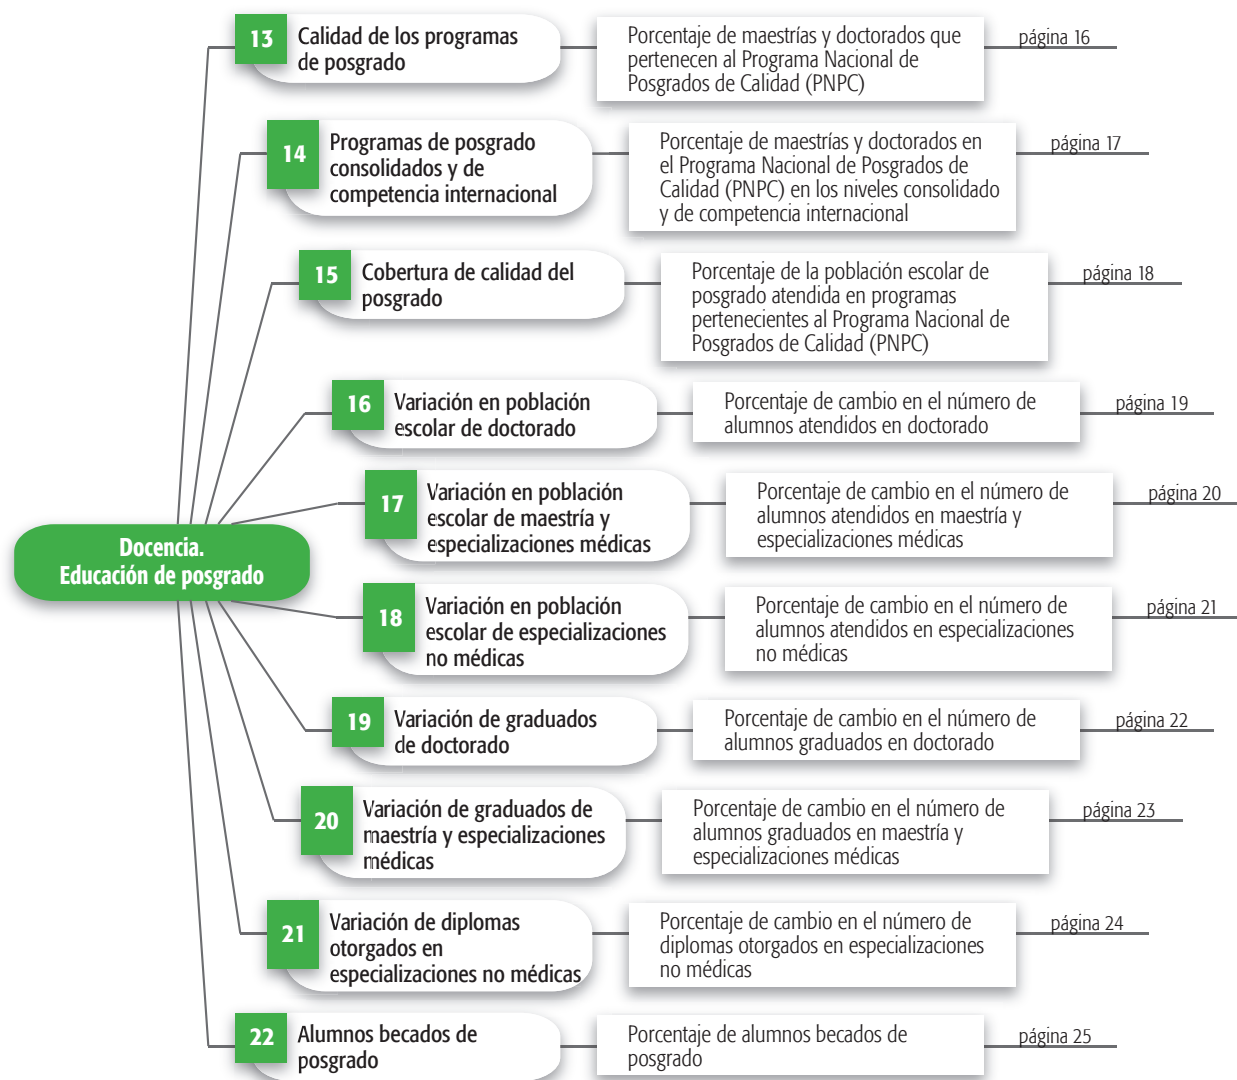 13
Calidad de los programas
de posgrado
Porcentaje de maestrías y doctorados que
pertenecen al Programa Nacional de
Posgrados de Calidad (PNPC)
página 16
14
Programas de posgrado
consolidados y de
competencia internacional
Porcentaje de maestrías y doctorados en
el Programa Nacional de Posgrados de
Calidad (PNPC) en los niveles consolidado
y de competencia internacional
página 17
15
Cobertura de calidad del
posgrado
Porcentaje de la población escolar de
posgrado atendida en programas
pertenecientes al Programa Nacional de
Posgrados de Calidad (PNPC)
página 18
16
Variación en población
escolar de doctorado
Porcentaje de cambio en el número de
alumnos atendidos en doctorado
página 19
17
Variación en población
escolar de maestría y
especializaciones médicas
Porcentaje de cambio en el número de
alumnos atendidos en maestría y
especializaciones médicas
página 20
Docencia.
Educación de posgrado
18
Variación en población
escolar de especializaciones
no médicas
Porcentaje de cambio en el número de
alumnos atendidos en especializaciones
no médicas
página 21
19
Variación de graduados
de doctorado
Porcentaje de cambio en el número de
alumnos graduados en doctorado
página 22
20
Variación de graduados de
maestría y especializaciones
médicas
Porcentaje de cambio en el número de
alumnos graduados en maestría y
especializaciones médicas
página 23
21
Variación de diplomas
otorgados en
especializaciones no médicas
Porcentaje de cambio en el número de
diplomas otorgados en especializaciones
no médicas
página 24
22
Alumnos becados de
posgrado
Porcentaje de alumnos becados de
posgrado
página 25